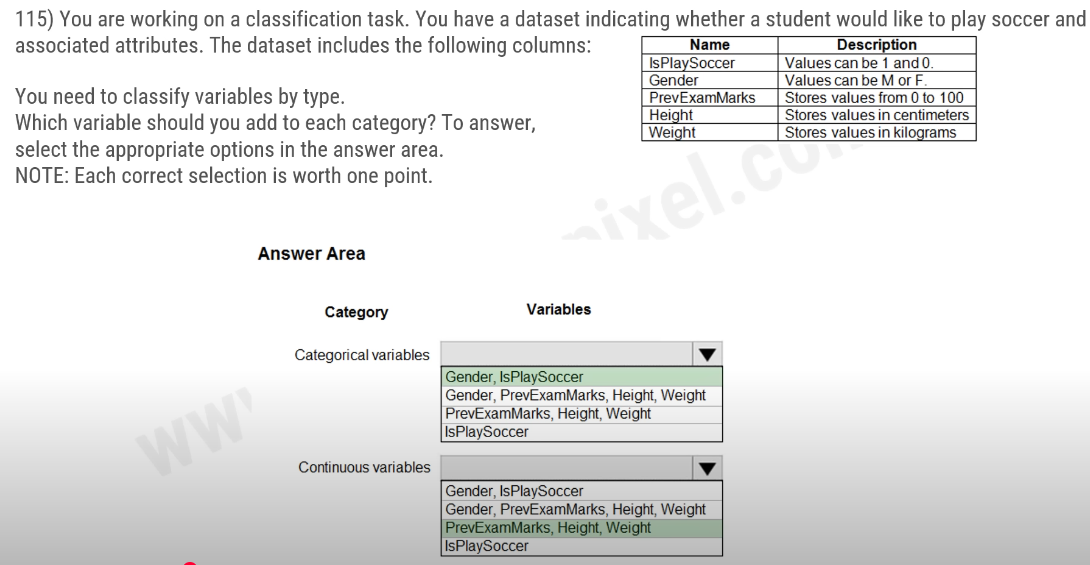 115) You are working on a classification task. You have a dataset indicating whether a student would like to play soccer and
associated attributes. The dataset includes the following columns:
Name Description
IsPlaySoccer Values can be 1 and 0.
Gender Values can be M or F.
PrevExamMarks Stores values from 0 to 100
Height Stores values in centimeters
Weight Stores values in kilograms
You need to classify variables by type.
Which variable should you add to each category? To answer,
select the appropriate options in the answer area.
NOTE: Each correct selection is worth one point.
Answer Area
Category Variables
Categorical variables
Gender, IsPlaySoccer
Gender, PrevExamMarks, Height, Weight
PrevExamMarks, Height, Weight
IsPlaySoccer
Continuous variables
Gender, IsPlaySoccer
Gender, PrevExamMarks, Height, Weight
PrevExamMarks, Height, Weight
IsPlaySoccer